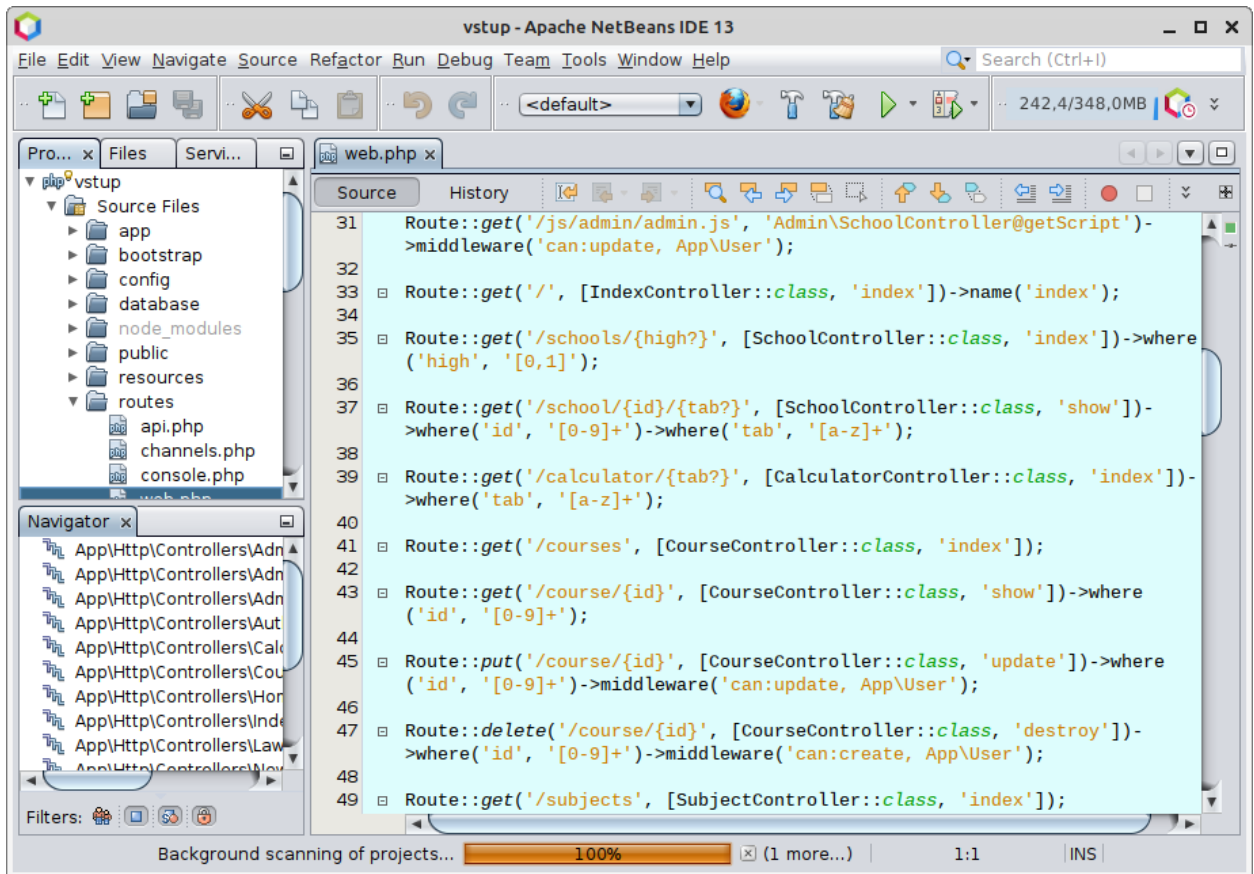 vstup - Apache NetBeans IDE 13
File Edit View Navigate Source Refactor Run Debug Team Tools Window Help
Search (Ctrl+I)
<default>
242,4/348,0MB
Pro... Files Servi...
web.php
php vstup
Source Files
app
bootstrap
config
database
node_modules
public
resources
routes
api.php
channels.php
console.php
web.php
Source History
31 Route::get('/js/admin/admin.js', 'Admin\SchoolController@getScript')-
>middleware('can:update, App\User');
32
33 Route::get('/', [IndexController::class, 'index'])->name('index');
34
35 Route::get('/schools/{high?}', [SchoolController::class, 'index'])->where
('high', '[0,1]');
36
37 Route::get('/school/{id}/{tab?}', [SchoolController::class, 'show'])-
>where('id', '[0-9]+')->where('tab', '[a-z]+');
38
39 Route::get('/calculator/{tab?}', [CalculatorController::class, 'index'])-
>where('tab', '[a-z]+');
40
41 Route::get('/courses', [CourseController::class, 'index']);
42
43 Route::get('/course/{id}', [CourseController::class, 'show'])->where
('id', '[0-9]+');
44
45 Route::put('/course/{id}', [CourseController::class, 'update'])->where
('id', '[0-9]+')->middleware('can:update, App\User');
46
47 Route::delete('/course/{id}', [CourseController::class, 'destroy'])-
>where('id', '[0-9]+')->middleware('can:create, App\User');
48
49 Route::get('/subjects', [SubjectController::class, 'index']);
Navigator
App\Http\Controllers\Adn
App\Http\Controllers\Adn
App\Http\Controllers\Adn
App\Http\Controllers\Aut
App\Http\Controllers\Calc
App\Http\Controllers\Cou
App\Http\Controllers\Hon
App\Http\Controllers\Inde
App\Http\Controllers\Law
App\Http\Controllers\New
Filters:
Background scanning of projects... 100% (1 more...) 1:1 INS